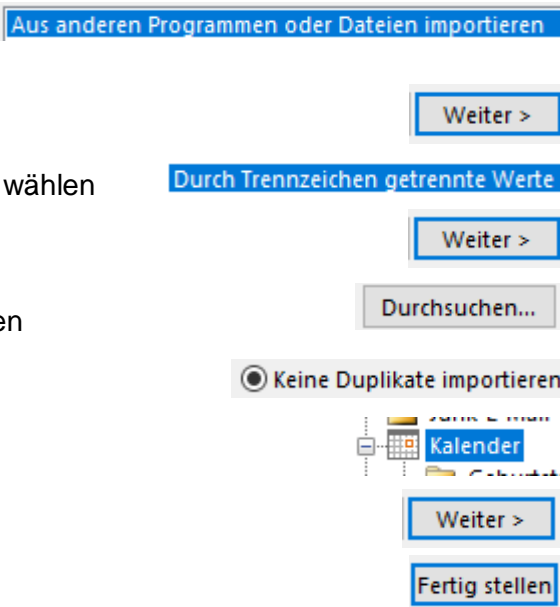 Aus anderen Programmen oder Dateien importieren
Weiter >
wählen Durch Trennzeichen getrennte Werte
Weiter >
en Durchsuchen...
Keine Duplikate importieren
Kalender
Weiter >
Fertig stellen